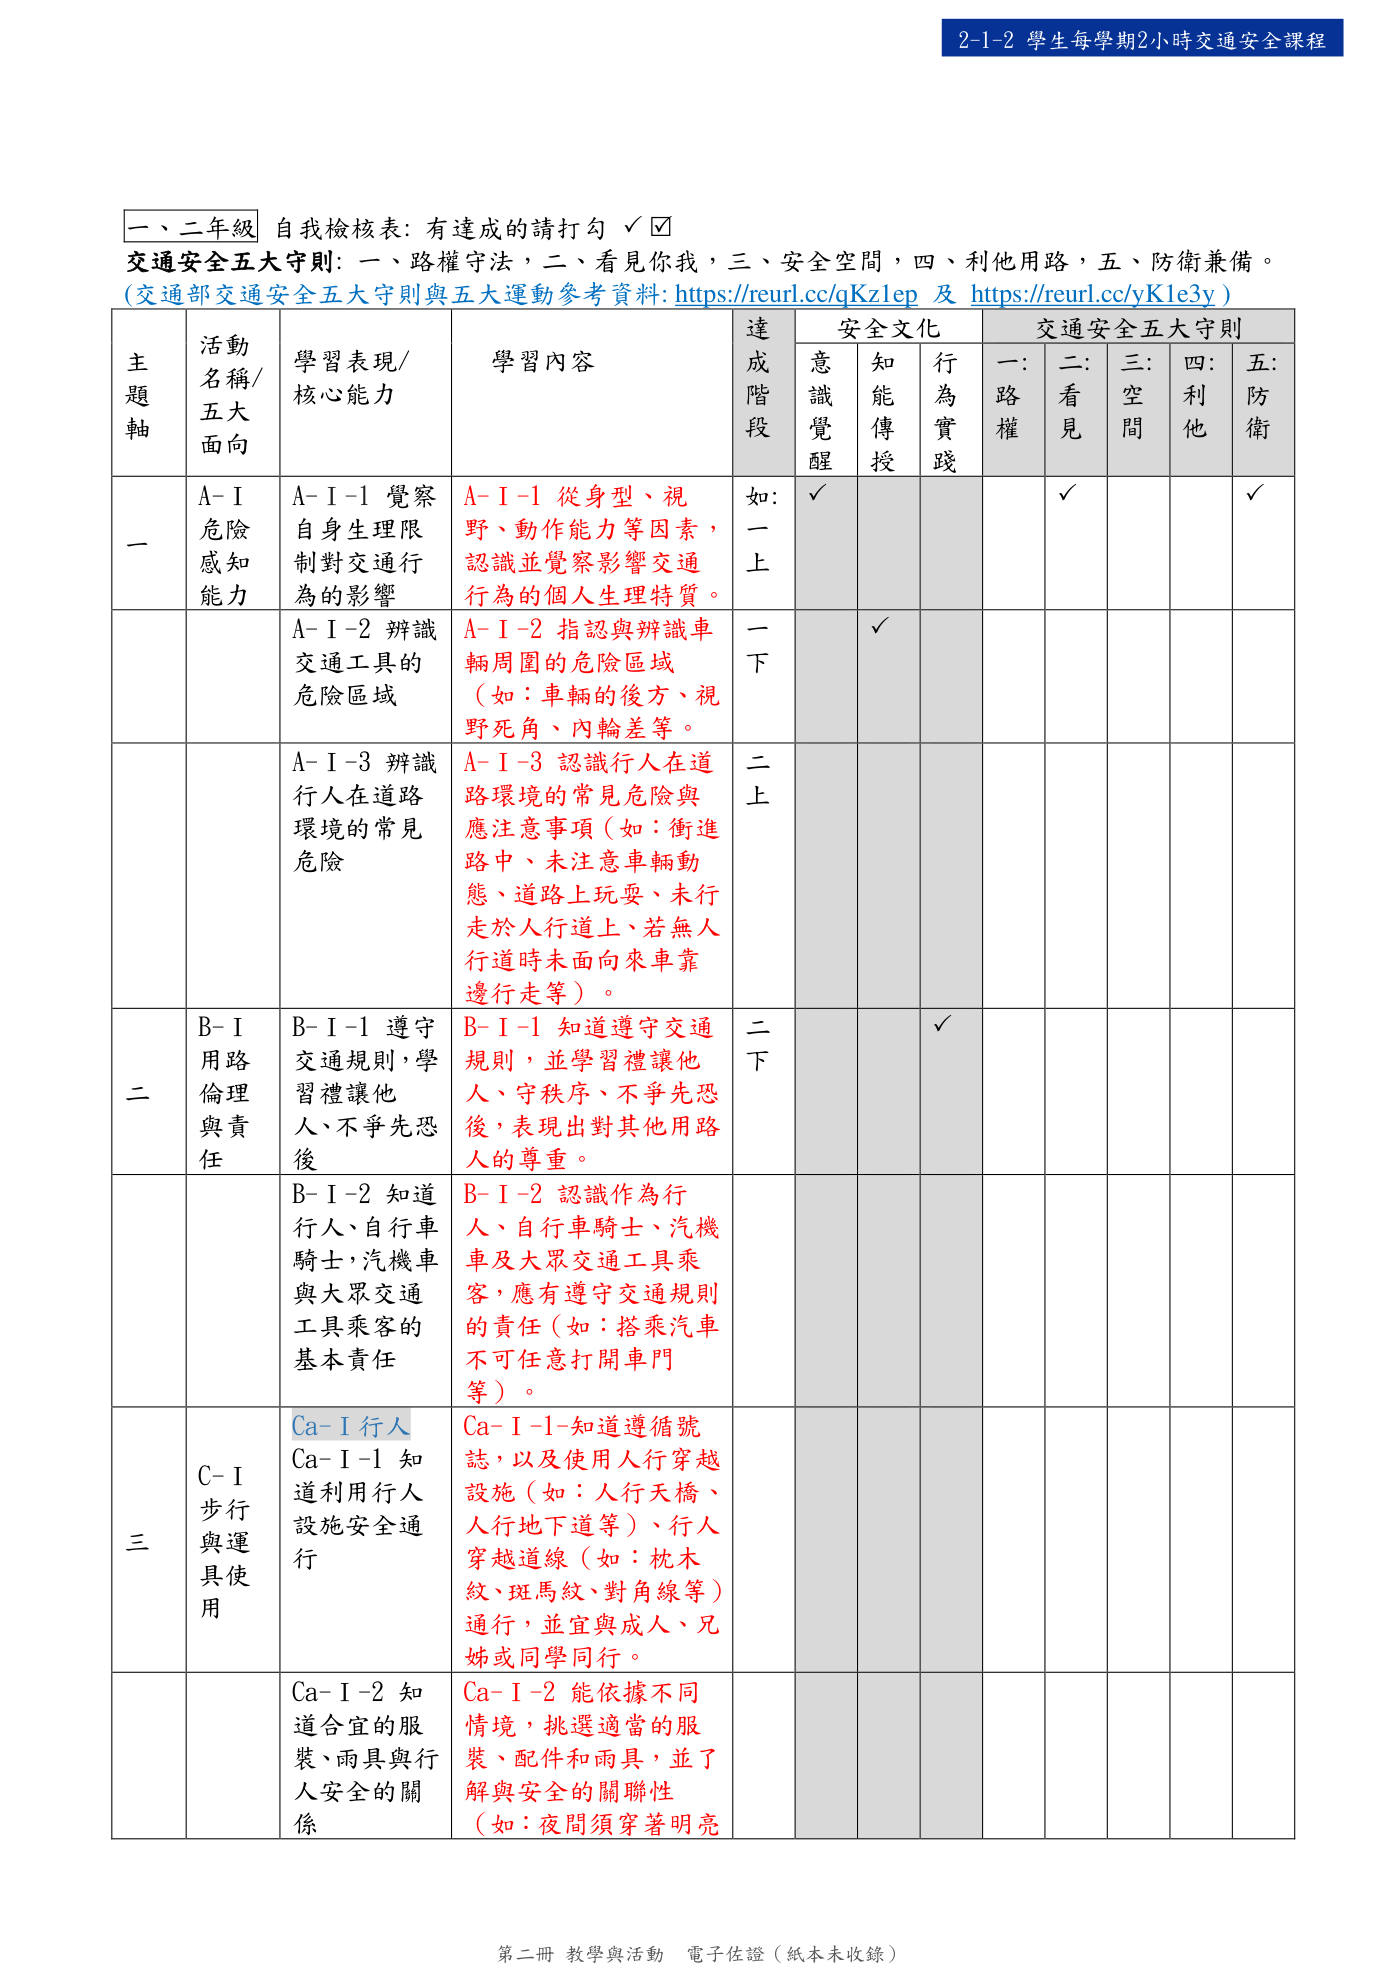 2-1-2 學生每學期2小時交通安全課程
一、二年級 自我檢核表: 有達成的請打勾 ✓☑
交通安全五大守則: 一、路權守法，二、看見你我，三、安全空間，四、利他用路，五、防衛兼備。
(交通部交通安全五大守則與五大運動參考資料: https://reurl.cc/qKz1ep 及 https://reurl.cc/yK1e3y )
主
題
軸
活動
名稱/
五大
面向
學習表現/
核心能力
學習內容
達
成
階
段
安全文化
意
識
覺
醒
知
能
傳
授
行
為
實
踐
交通安全五大守則
一:
路
權
二:
看
見
三:
空
間
四:
利
他
五:
防
衛
一
A-Ⅰ
危險
感知
能力
A-Ⅰ-1 覺察
自身生理限
制對交通行
為的影響
A-Ⅰ-1 從身型、視
野、動作能力等因素，
認識並覺察影響交通
行為的個人生理特質。
如:
一
上
✓
✓
✓
A-Ⅰ-2 辨識
交通工具的
危險區域
A-Ⅰ-2 指認與辨識車
輛周圍的危險區域
（如：車輛的後方、視
野死角、內輪差等。
一
下
✓
A-Ⅰ-3 辨識
行人在道路
環境的常見
危險
A-Ⅰ-3 認識行人在道
路環境的常見危險與
應注意事項（如：衝進
路中、未注意車輛動
態、道路上玩耍、未行
走於人行道上、若無人
行道時未面向來車靠
邊行走等）。
二
上
二
B-Ⅰ
用路
倫理
與責
任
B-Ⅰ-1 遵守
交通規則，學
習禮讓他
人、不爭先恐
後
B-Ⅰ-1 知道遵守交通
規則，並學習禮讓他
人、守秩序、不爭先恐
後，表現出對其他用路
人的尊重。
二
下
✓
B-Ⅰ-2 知道
行人、自行車
騎士，汽機車
與大眾交通
工具乘客的
基本責任
B-Ⅰ-2 認識作為行
人、自行車騎士、汽機
車及大眾交通工具乘
客，應有遵守交通規則
的責任（如：搭乘汽車
不可任意打開車門
等）。
三
C-Ⅰ
步行
與運
具使
用
Ca-Ⅰ行人
Ca-Ⅰ-1 知
道利用行人
設施安全通
行
Ca-Ⅰ-1-知道遵循號
誌，以及使用人行穿越
設施（如：人行天橋、
人行地下道等）、行人
穿越道線（如：枕木
紋、斑馬紋、對角線等）
通行，並宜與成人、兄
姊或同學同行。
Ca-Ⅰ-2 知
道合宜的服
裝、雨具與行
人安全的關
係
Ca-Ⅰ-2 能依據不同
情境，挑選適當的服
裝、配件和雨具，並了
解與安全的關聯性
（如：夜間須穿著明亮
第二冊 教學與活動　電子佐證（紙本未收錄）